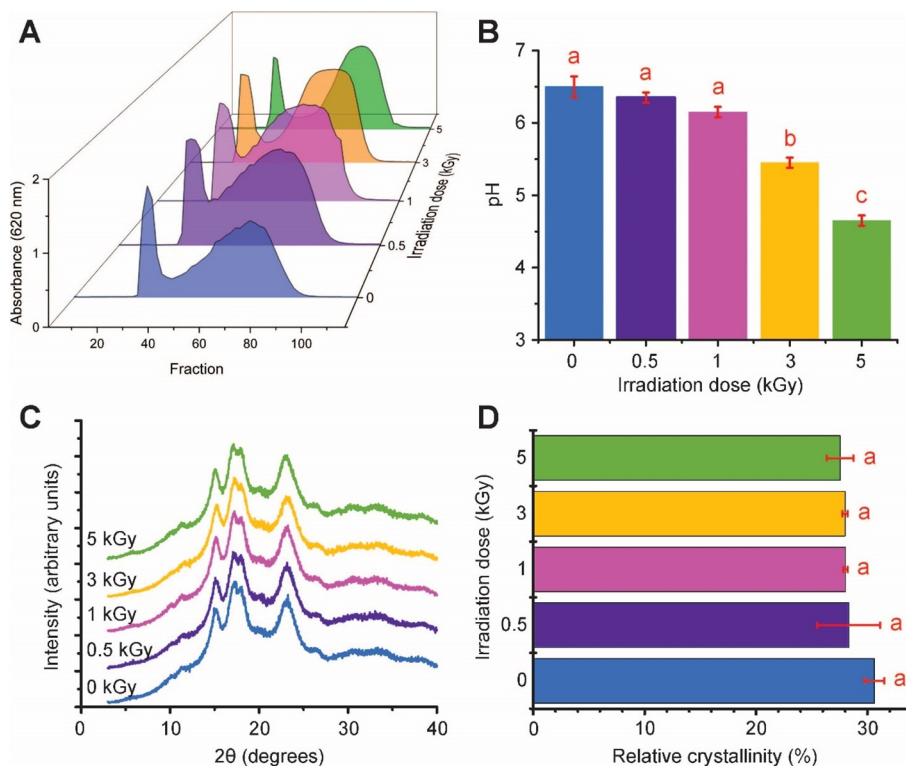 A
Absorbance (620 nm)
2
1
0
20
40
60
80
100
Fraction
0
0.5
1
3
5
Irradiation dose (kGy)
B
pH
7
6
5
4
3
a
a
a
b
c
0
0.5
1
3
5
Irradiation dose (kGy)
C
Intensity (arbitrary units)
5 kGy
3 kGy
1 kGy
0.5 kGy
0 kGy
0
10
20
30
40
2θ (degrees)
D
Irradiation dose (kGy)
5
3
1
0.5
0
a
a
a
a
a
0
10
20
30
Relative crystallinity (%)